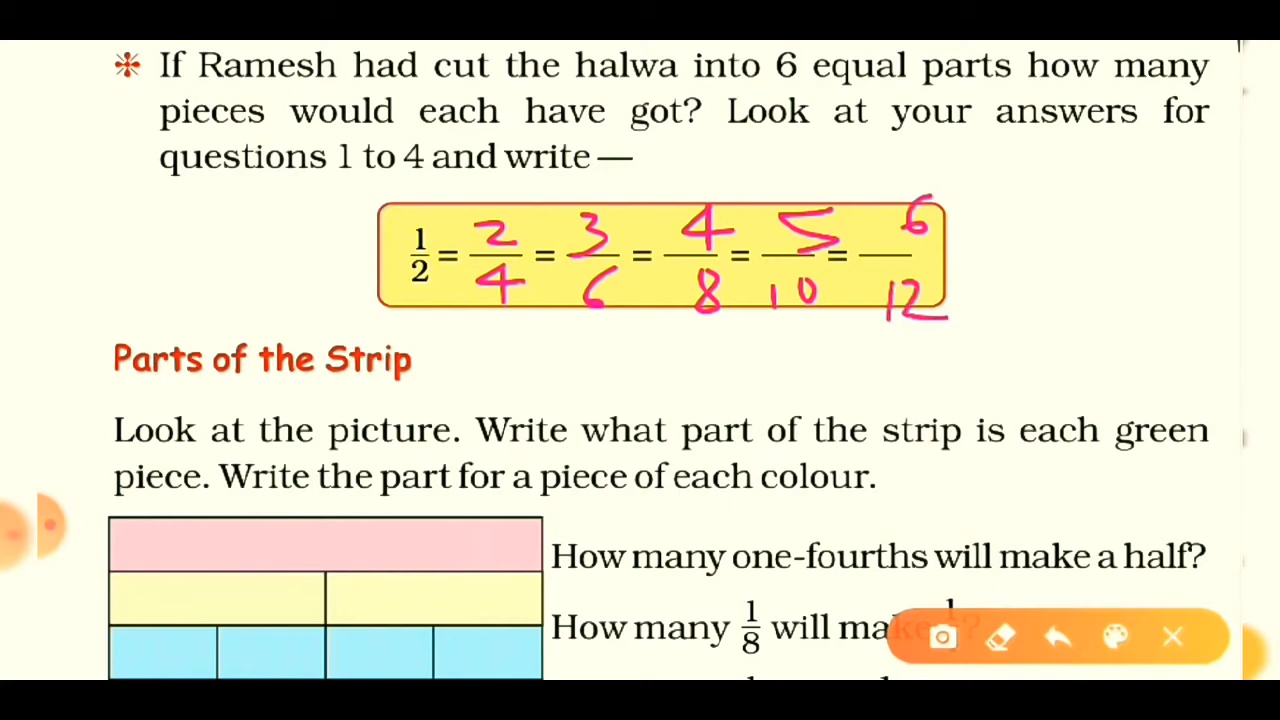 ❉ If Ramesh had cut the halwa into 6 equal parts how many
pieces would each have got? Look at your answers for
questions 1 to 4 and write —
1/2 = 2/4 = 3/6 = 4/8 = 5/10 = 6/12
Parts of the Strip
Look at the picture. Write what part of the strip is each green
piece. Write the part for a piece of each colour.
How many one-fourths will make a half?
How many 1/8 will make